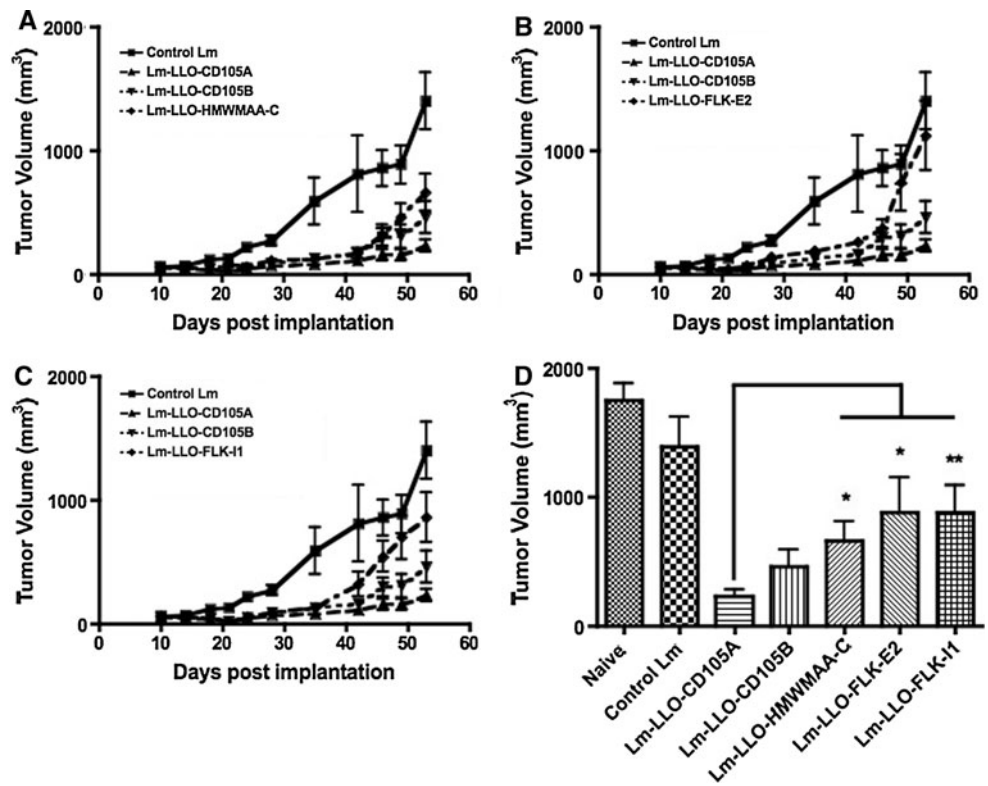 A
Tumor Volume (mm3)
2000
1000
0
Control Lm
Lm-LLO-CD105A
Lm-LLO-CD105B
Lm-LLO-HMWMAA-C
0 10 20 30 40 50 60
Days post implantation
B
Tumor Volume (mm3)
2000
1000
0
Control Lm
Lm-LLO-CD105A
Lm-LLO-CD105B
Lm-LLO-FLK-E2
0 10 20 30 40 50 60
Days post implantation
C
Tumor Volume (mm3)
2000
1000
0
Control Lm
Lm-LLO-CD105A
Lm-LLO-CD105B
Lm-LLO-FLK-I1
0 10 20 30 40 50 60
Days post implantation
D
Tumor Volume (mm3)
2000
1000
0
*
*
**
Naive
Control Lm
Lm-LLO-CD105A
Lm-LLO-CD105B
Lm-LLO-HMWMAA-C
Lm-LLO-FLK-E2
Lm-LLO-FLK-I1